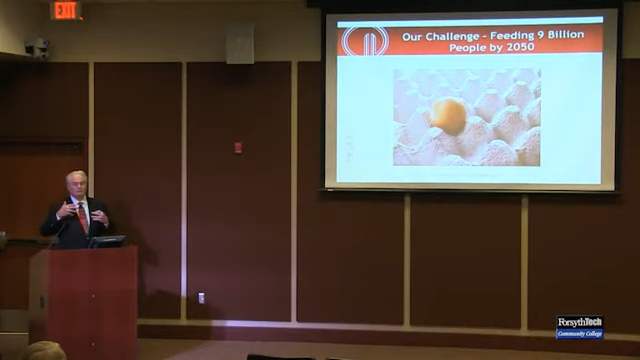 EXIT
Our Challenge - Feeding 9 Billion
People by 2050
ForsythTech
Community College